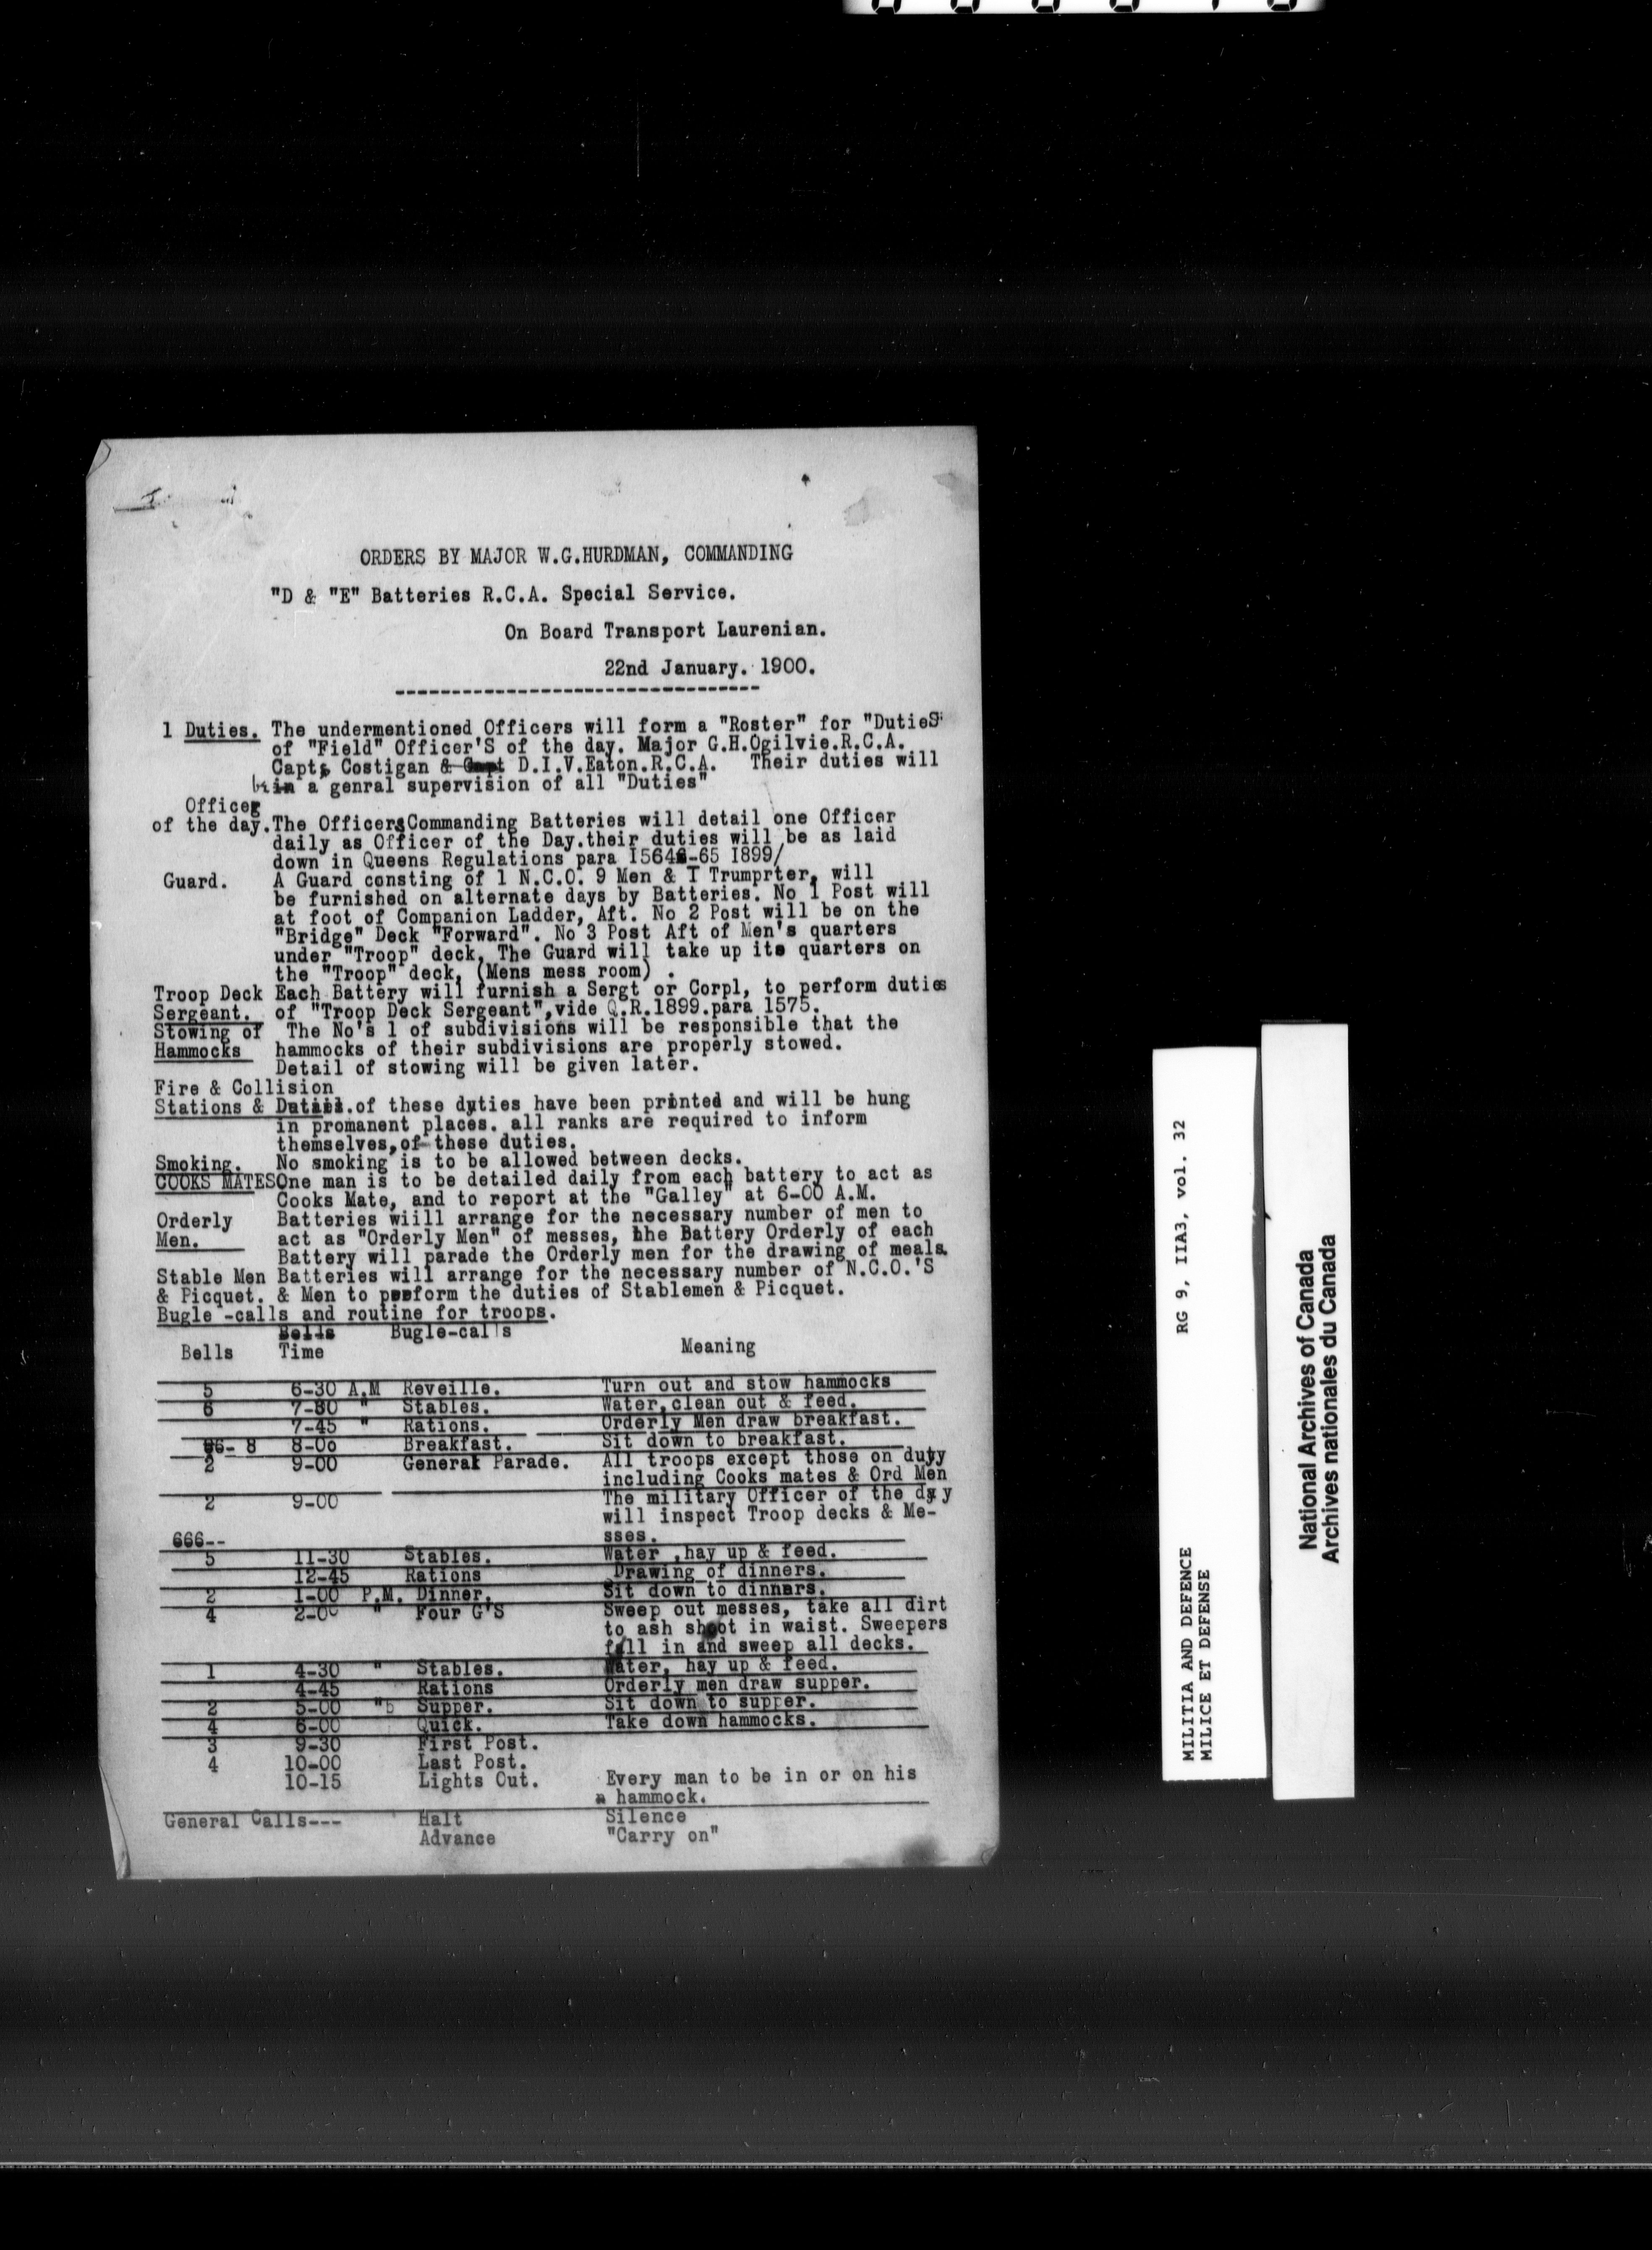 ORDERS BY MAJOR W.G.HURDMAN, COMMANDING
"D & "E" Batteries R.C.A. Special Service.
On Board Transport Laurenian.
22nd January. 1900.
--------------------------------
1 Duties. The undermentioned Officers will form a "Roster" for "DutieS
of "Field" Officer'S of the day. Major G.H.Ogilvie.R.C.A.
Capts Costigan & Capt D.I.V.Eaton.R.C.A. Their duties will
be in a genral supervision of all "Duties"
Officer
of the day.The Officers Commanding Batteries will detail one Officer
daily as Officer of the Day.their duties will be as laid
down in Queens Regulations para I564-65 I899/
Guard. A Guard consting of 1 N.C.O. 9 Men & I Trumprter, will
be furnished on alternate days by Batteries. No 1 Post will
at foot of Companion Ladder, Aft. No 2 Post will be on the
"Bridge" Deck "Forward". No 3 Post Aft of Men's quarters
under "Troop" deck, The Guard will take up its quarters on
the "Troop" deck, (Mens mess room) .
Troop Deck Each Battery will furnish a Sergt or Corpl, to perform duties
Sergeant. of "Troop Deck Sergeant",vide Q.R.1899.para 1575.
Stowing of The No's 1 of subdivisions will be responsible that the
Hammocks hammocks of their subdivisions are properly stowed.
Detail of stowing will be given later.
Fire & Collision
Stations & Detail.of these dyties have been printed and will be hung
in promanent places. all ranks are required to inform
themselves,of these duties.
Smoking. No smoking is to be allowed between decks.
COOKS MATESOne man is to be detailed daily from each battery to act as
Cooks Mate, and to report at the "Galley" at 6-00 A.M.
Orderly Batteries wiill arrange for the necessary number of men to
Men. act as "Orderly Men" of messes, hhe Battery Orderly of each
Battery will parade the Orderly men for the drawing of meals.
Stable Men Batteries will arrange for the necessary number of N.C.O.'S
& Picquet. & Men to perform the duties of Stablemen & Picquet.
Bugle -calls and routine for troops.
Bells Bugle-calls
Bells Time Meaning
5 6-30 A.M Reveille. Turn out and stow hammocks
6 7-30 " Stables. Water,clean out & feed.
7-45 " Rations. Orderly Men draw breakfast.
66- 8 8-0o Breakfast. Sit down to breakfast.
2 9-00 General Parade. All troops except those on duty
including Cooks mates & Ord Men
2 9-00 The military Officer of the day
will inspect Troop decks & Me-
sses.
666--
5 11-30 Stables. Water ,hay up & feed.
12-45 Rations Drawing of dinners.
2 1-00 P.M. Dinner. Sit down to dinnars.
4 2-00 " Four G'S Sweep out messes, take all dirt
to ash shoot in waist. Sweepers
fall in and sweep all decks.
1 4-30 " Stables. Water, hay up & feed.
4-45 Rations Orderly men draw supper.
2 5-00 "b Supper. Sit down to supper.
4 6-00 Quick. Take down hammocks.
3 9-30 First Post.
4 10-00 Last Post.
10-15 Lights Out. Every man to be in or on his
a hammock.
General Calls--- Halt Silence
Advance "Carry on"
RG 9, IIA3, vol. 32
MILITIA AND DEFENCE
MILICE ET DEFENSE
National Archives of Canada
Archives nationales du Canada